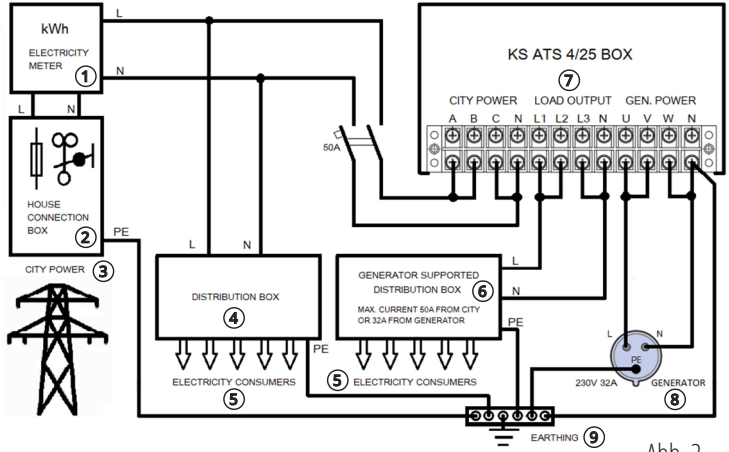 kWh
ELECTRICITY
METER
1
L
N
L
N
HOUSE
CONNECTION
BOX
2
PE
CITY POWER 3
50A
KS ATS 4/25 BOX
7
CITY POWER LOAD OUTPUT GEN. POWER
A B C N L1 L2 L3 N U V W N
L
N
DISTRIBUTION BOX
4
PE
ELECTRICITY CONSUMERS
5
GENERATOR SUPPORTED
DISTRIBUTION BOX
6
MAX. CURRENT 50A FROM CITY
OR 32A FROM GENERATOR
L
N
PE
5 ELECTRICITY CONSUMERS
L
N
PE
230V 32A
GENERATOR
8
EARTHING 9